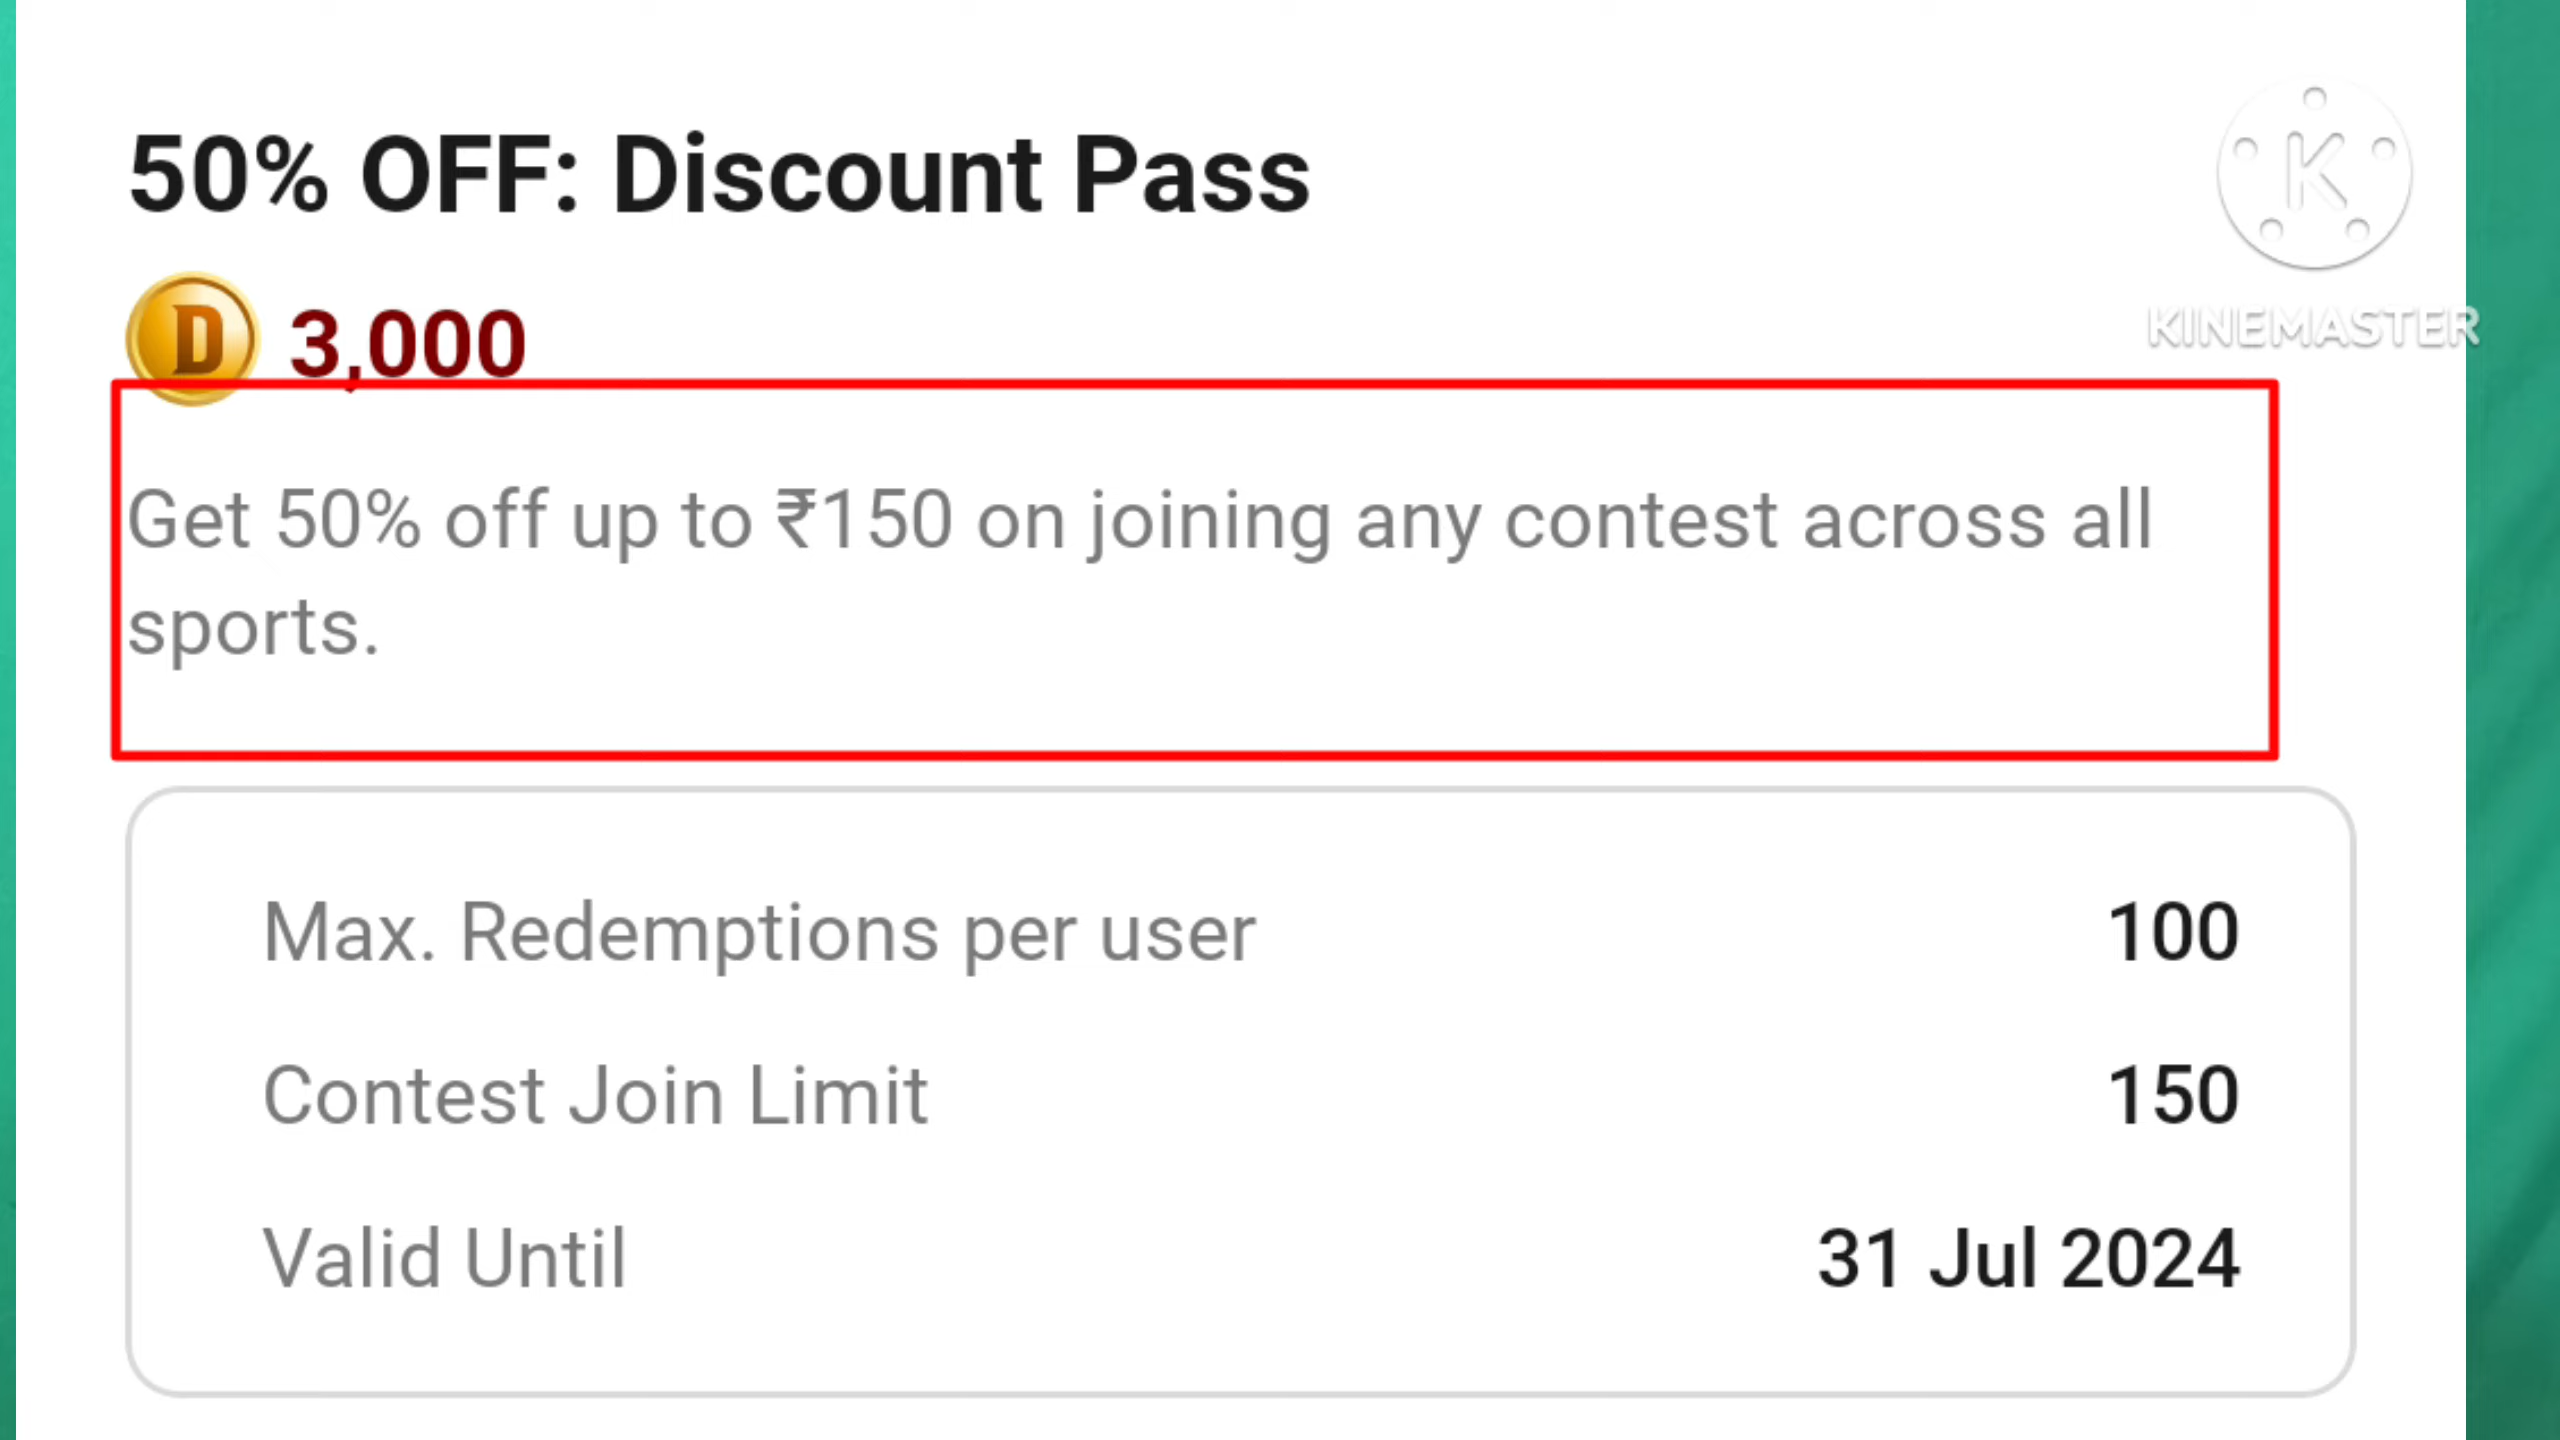 50% OFF: Discount Pass
K
KINEMASTER
D 3,000
Get 50% off up to ₹150 on joining any contest across all
sports.
Max. Redemptions per user 100
Contest Join Limit 150
Valid Until 31 Jul 2024